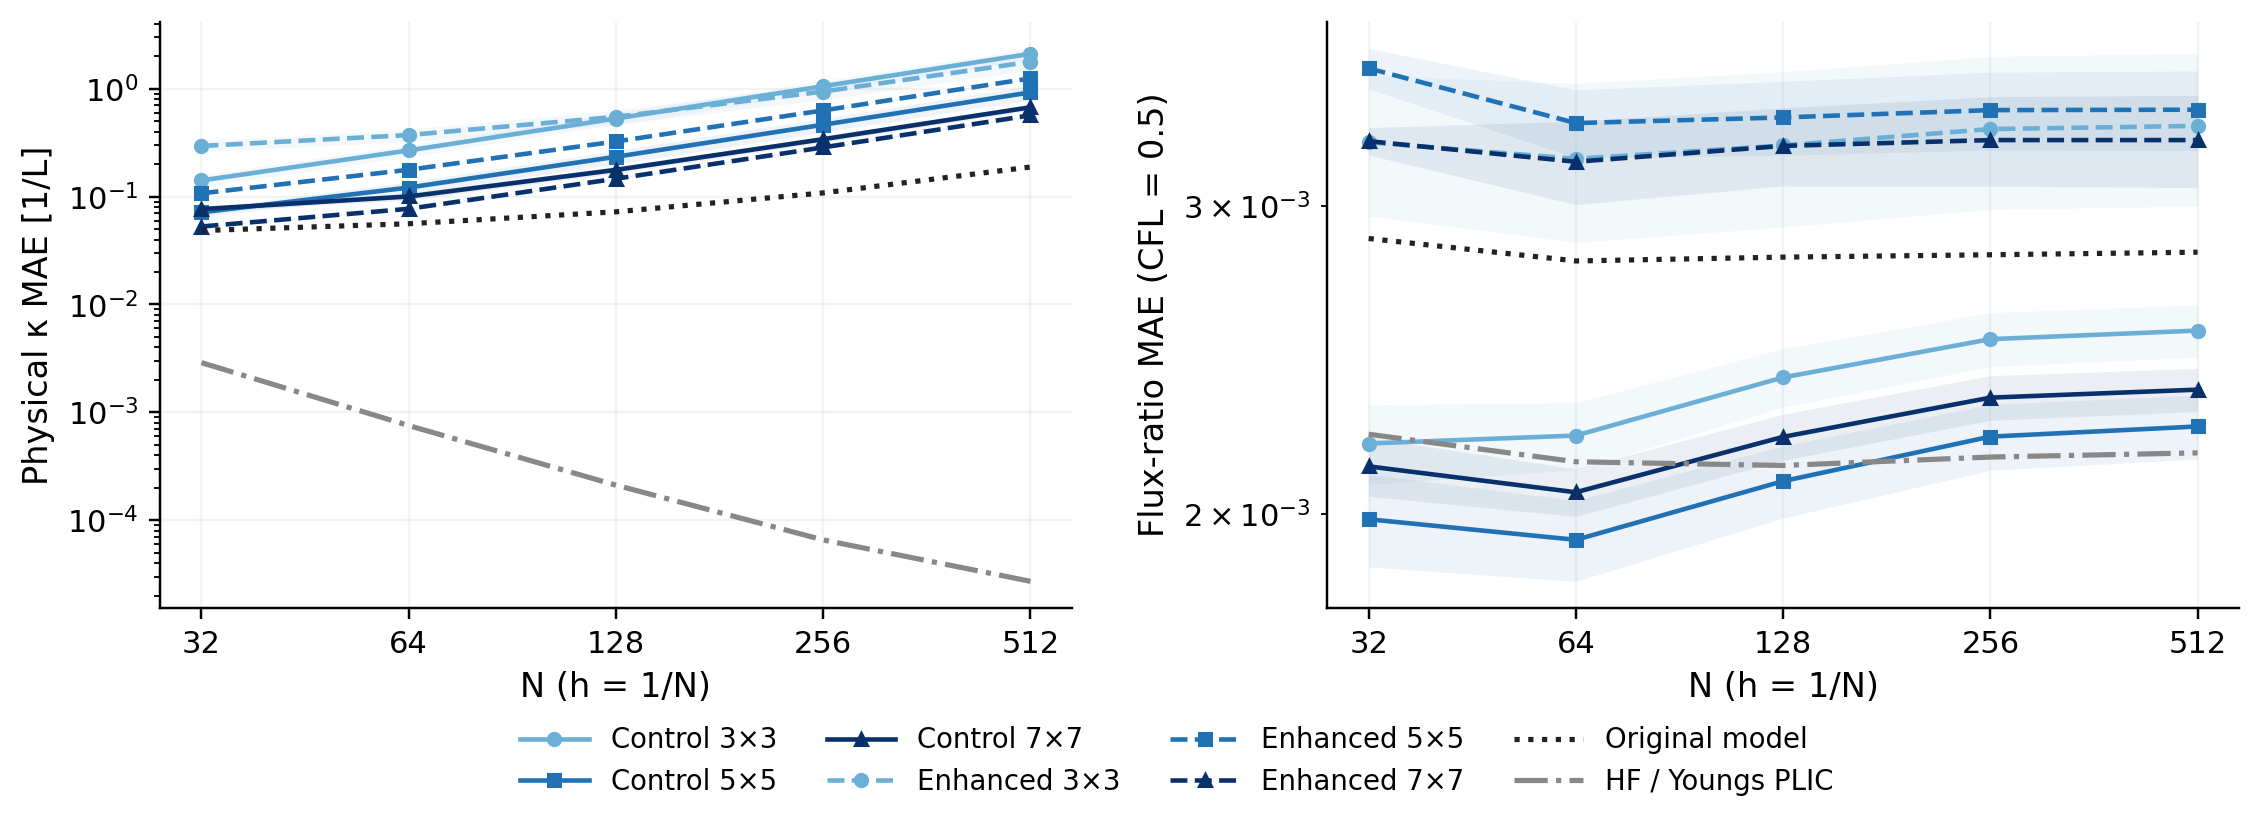 Physical κ MAE [1/L]
10⁰
10⁻¹
10⁻²
10⁻³
10⁻⁴
32 64 128 256 512
N (h = 1/N)
Flux-ratio MAE (CFL = 0.5)
3 × 10⁻³
2 × 10⁻³
32 64 128 256 512
N (h = 1/N)
Control 3×3 Control 7×7 Enhanced 5×5 Original model
Control 5×5 Enhanced 3×3 Enhanced 7×7 HF / Youngs PLIC